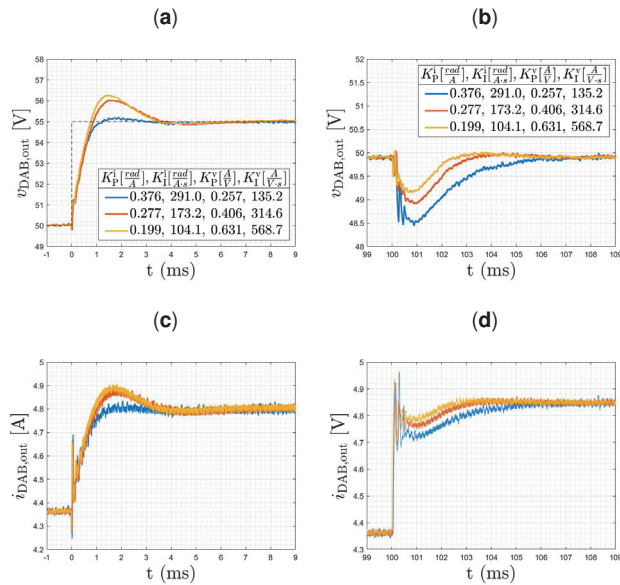 (a)
(b)
58
57
56
55
54
53
52
51
50
49
v_DAB,out [V]
K_P^i[rad/A], K_I^i[rad/A·s], K_P^v[A/V], K_I^v[A/V·s]
0.376, 291.0, 0.257, 135.2
0.277, 173.2, 0.406, 314.6
0.199, 104.1, 0.631, 568.7
-1 0 1 2 3 4 5 6 7 8 9
t (ms)
52
51.5
51
50.5
50
49.5
49
48.5
48
v_DAB,out [V]
K_P^i[rad/A], K_I^i[rad/A·s], K_P^v[A/V], K_I^v[A/V·s]
0.376, 291.0, 0.257, 135.2
0.277, 173.2, 0.406, 314.6
0.199, 104.1, 0.631, 568.7
99 100 101 102 103 104 105 106 107 108 109
t (ms)
(c)
(d)
5
4.9
4.8
4.7
4.6
4.5
4.4
4.3
4.2
i_DAB,out [A]
-1 0 1 2 3 4 5 6 7 8 9
t (ms)
5
4.9
4.8
4.7
4.6
4.5
4.4
4.3
i_DAB,out [V]
99 100 101 102 103 104 105 106 107 108 109
t (ms)